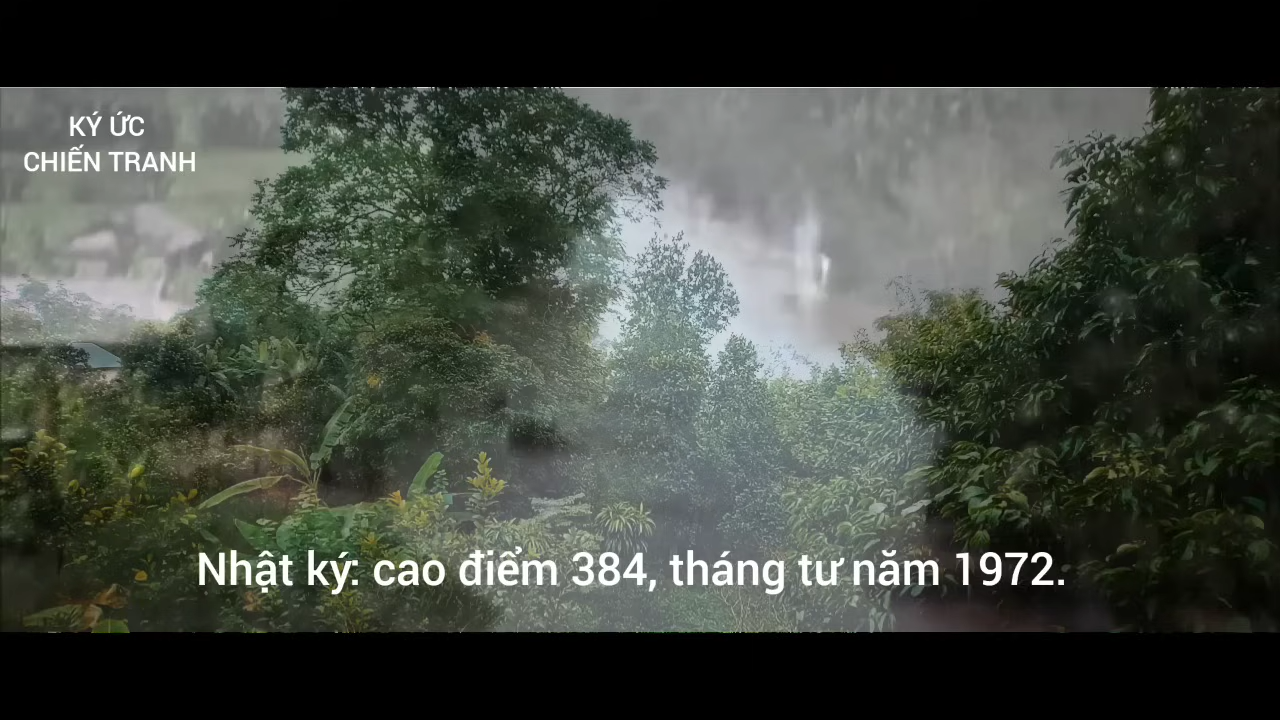 KÝ ỨC
CHIẾN TRANH
Nhật ký: cao điểm 384, tháng tư năm 1972.